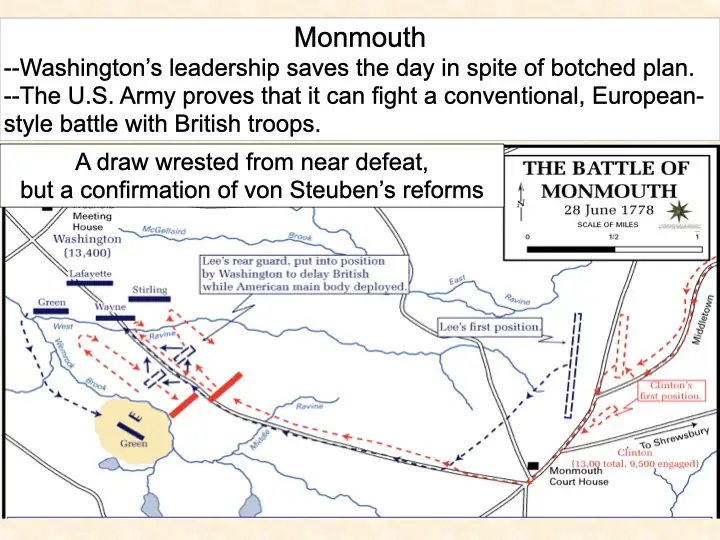 Monmouth
--Washington’s leadership saves the day in spite of botched plan.
--The U.S. Army proves that it can fight a conventional, European-
style battle with British troops.
A draw wrested from near defeat,
but a confirmation of von Steuben’s reforms
THE BATTLE OF
MONMOUTH
28 June 1778
SCALE OF MILES
0 1/2 1
N
Meeting
House
Washington
(13,400)
McGellaird
Brook
Lee's rear guard, put into position
by Washington to delay British
while American main body deployed.
Lafayette
Stirling
Green
Wayne
West
Ravine
Wemrock
Brook
East
Ravine
Lee's first position.
Middletown
Clinton's
first position.
Ravine
Middle
Green
To Shrewsbury
Clinton
(13,00 total, 9,500 engaged)
Monmouth
Court House